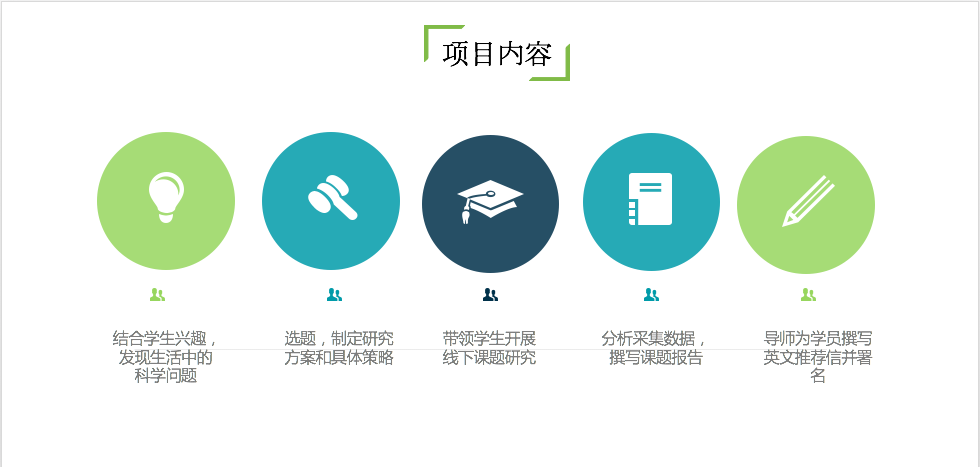 项目内容
结合学生兴趣，
发现生活中的
科学问题
选题，制定研究
方案和具体策略
带领学生开展
线下课题研究
分析采集数据，
撰写课题报告
导师为学员撰写
英文推荐信并署
名